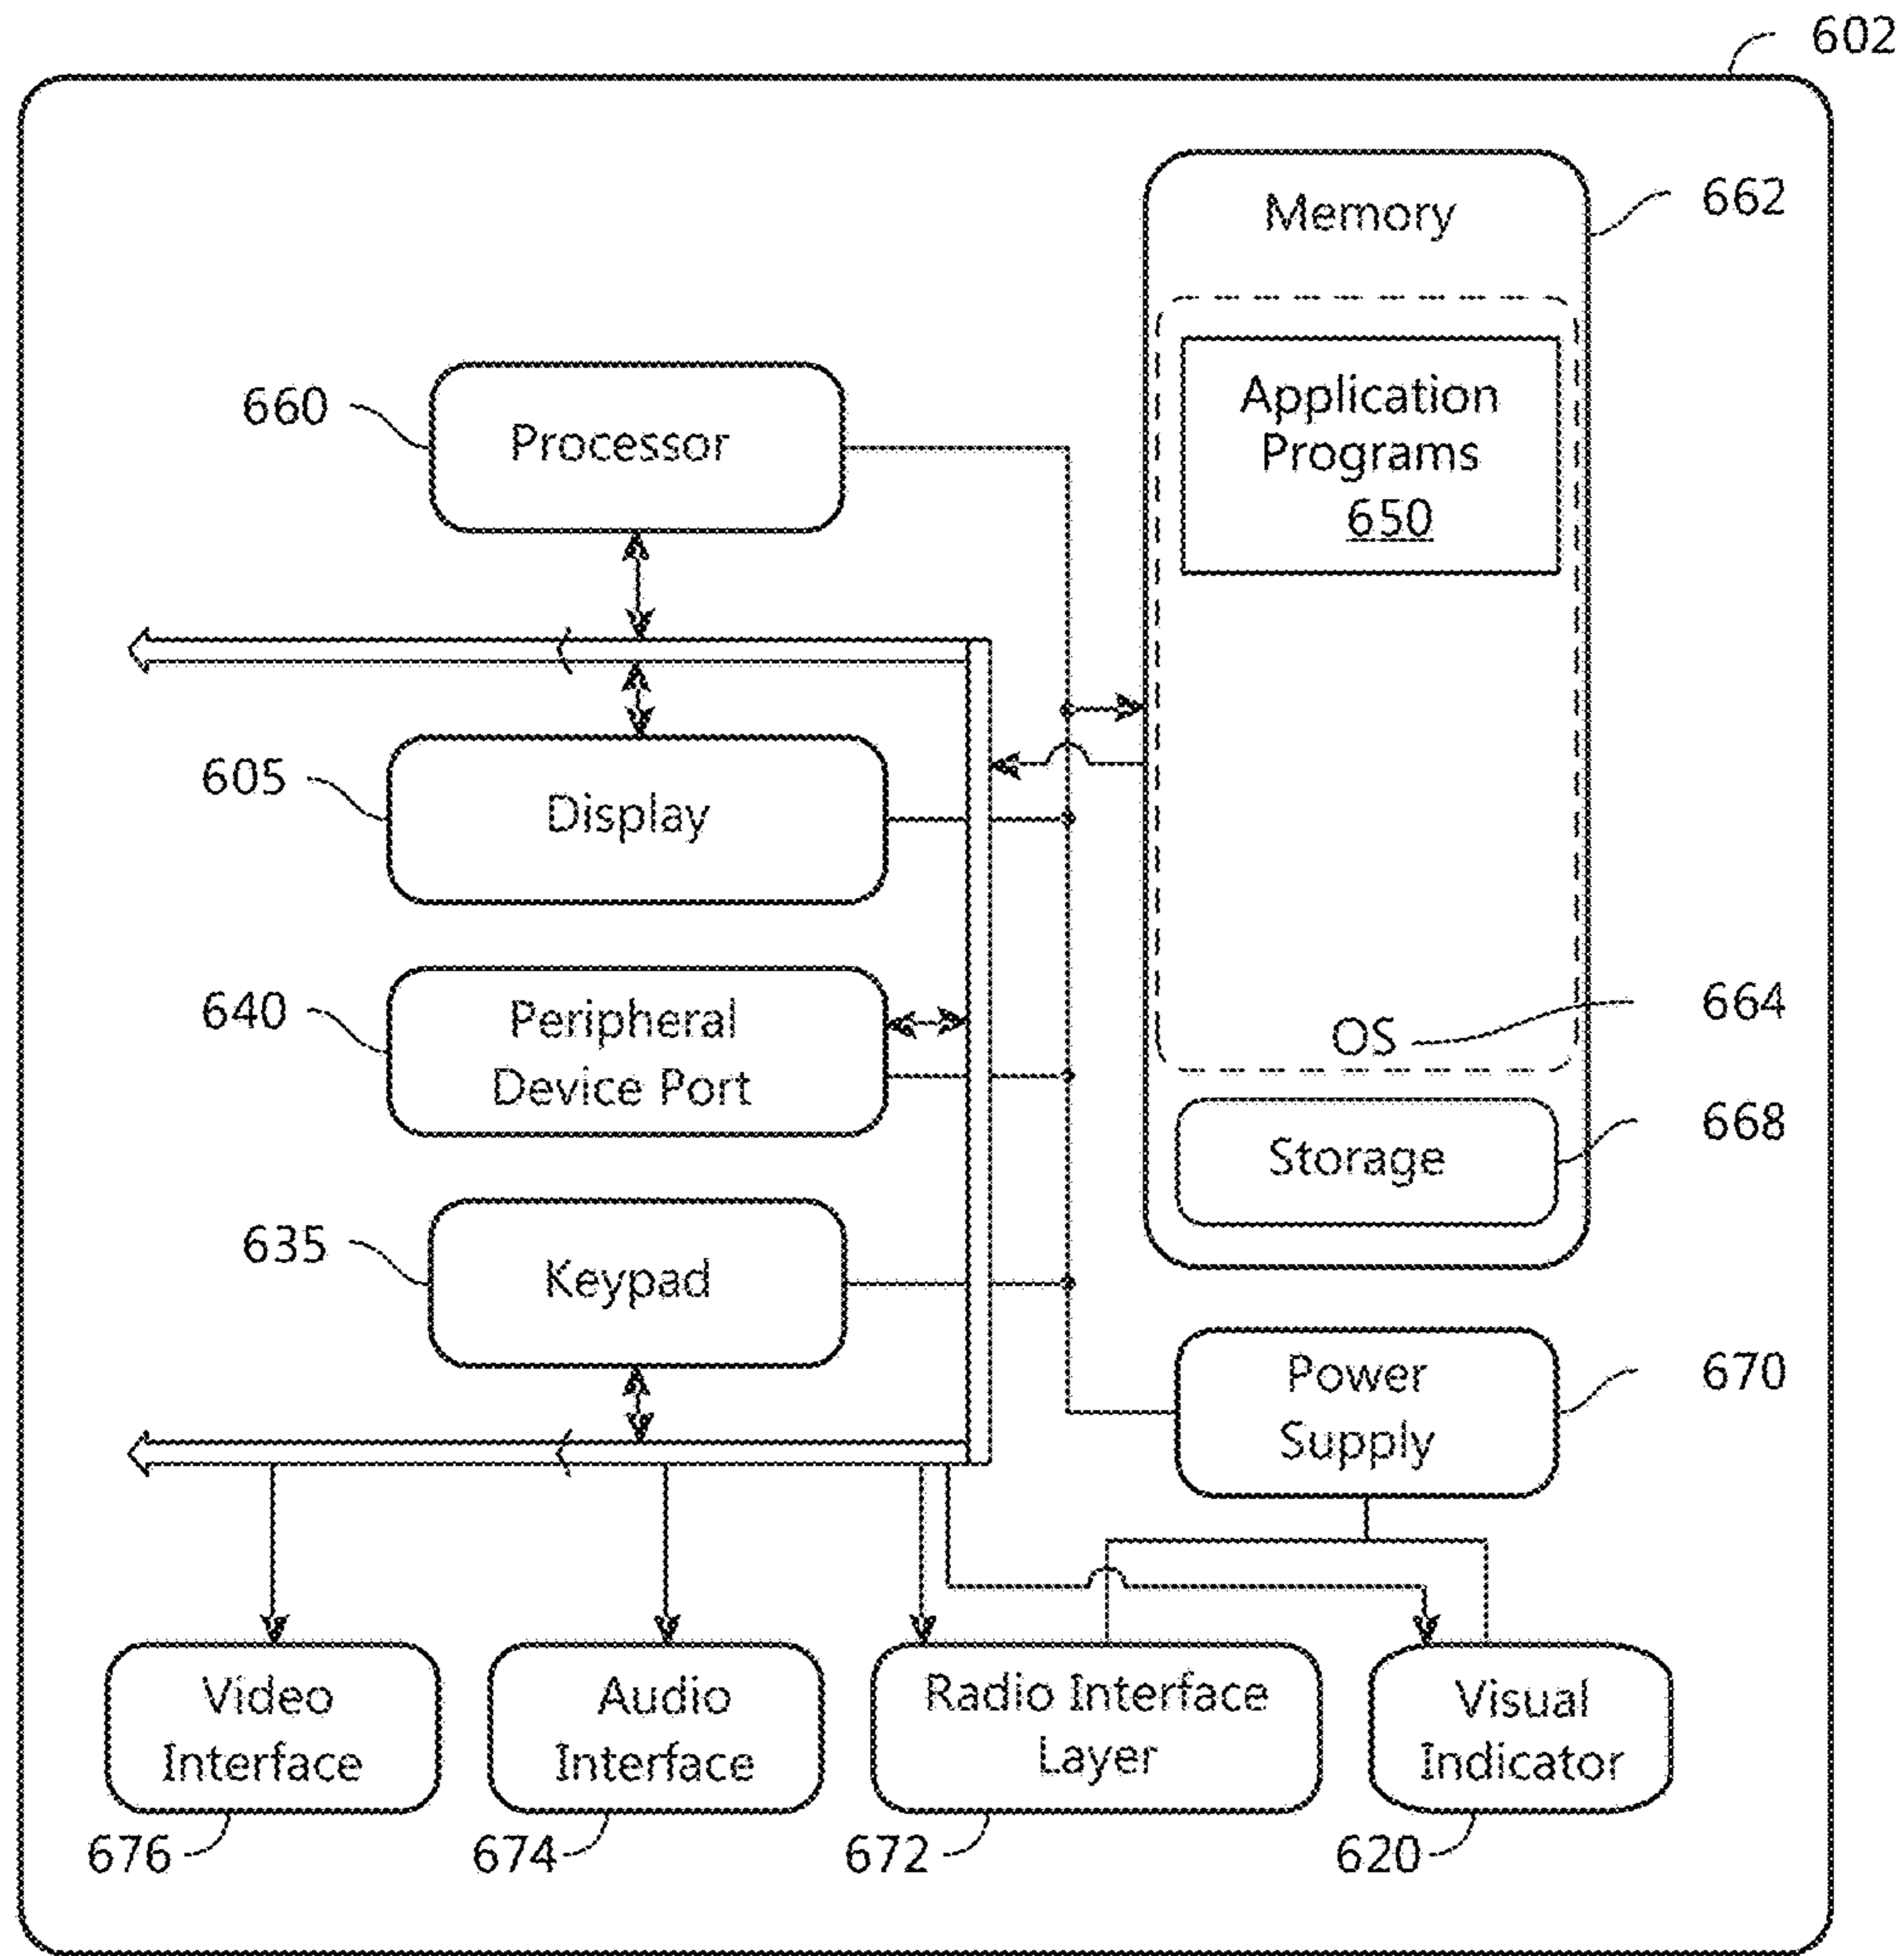 602
Memory
662
Application
Programs
650
660
Processor
605
Display
640
Peripheral
Device Port
OS
664
Storage
668
635
Keypad
Power
Supply
670
Video
Interface
Audio
Interface
Radio Interface
Layer
Visual
Indicator
676
674
672
620